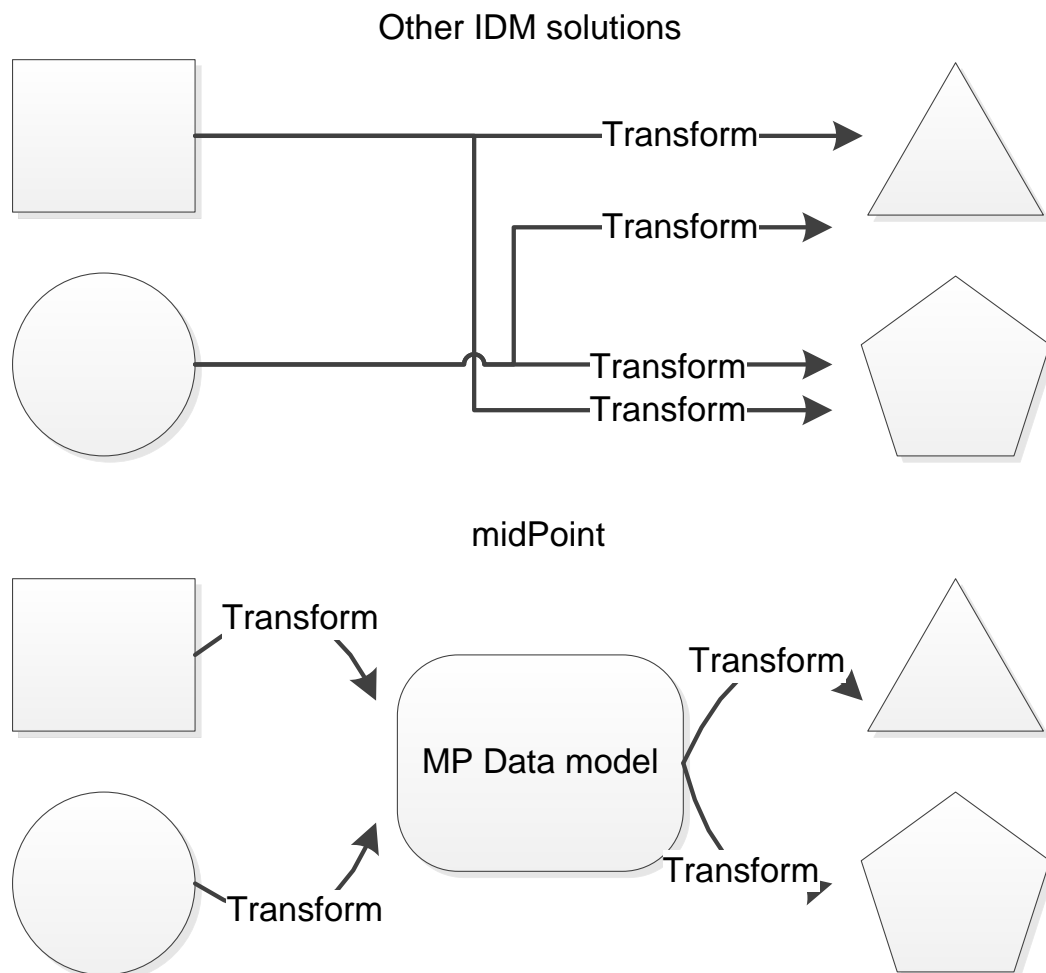 Other IDM solutions
Transform
Transform
Transform
Transform
midPoint
Transform
Transform
MP Data model
Transform
Transform